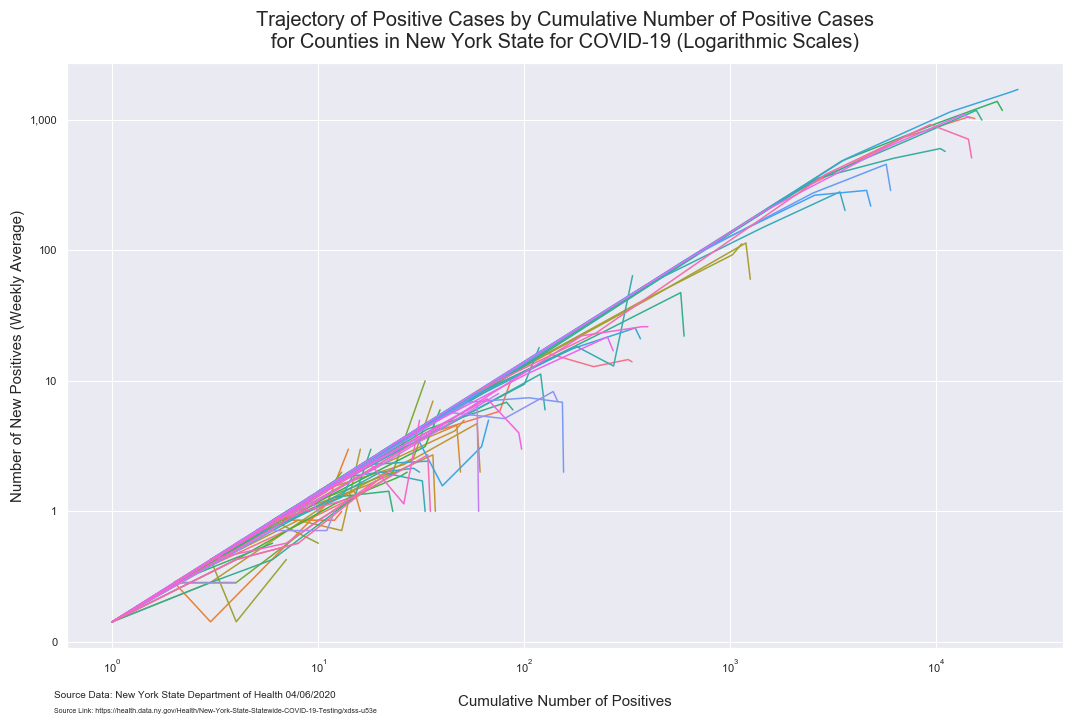 Trajectory of Positive Cases by Cumulative Number of Positive Cases
for Counties in New York State for COVID-19 (Logarithmic Scales)
Number of New Positives (Weekly Average)
1,000
100
10
1
0
10⁰
10¹
10²
10³
10⁴
Cumulative Number of Positives
Source Data: New York State Department of Health 04/06/2020
Source Link: https://health.data.ny.gov/Health/New-York-State-Statewide-COVID-19-Testing/xdss-u53e